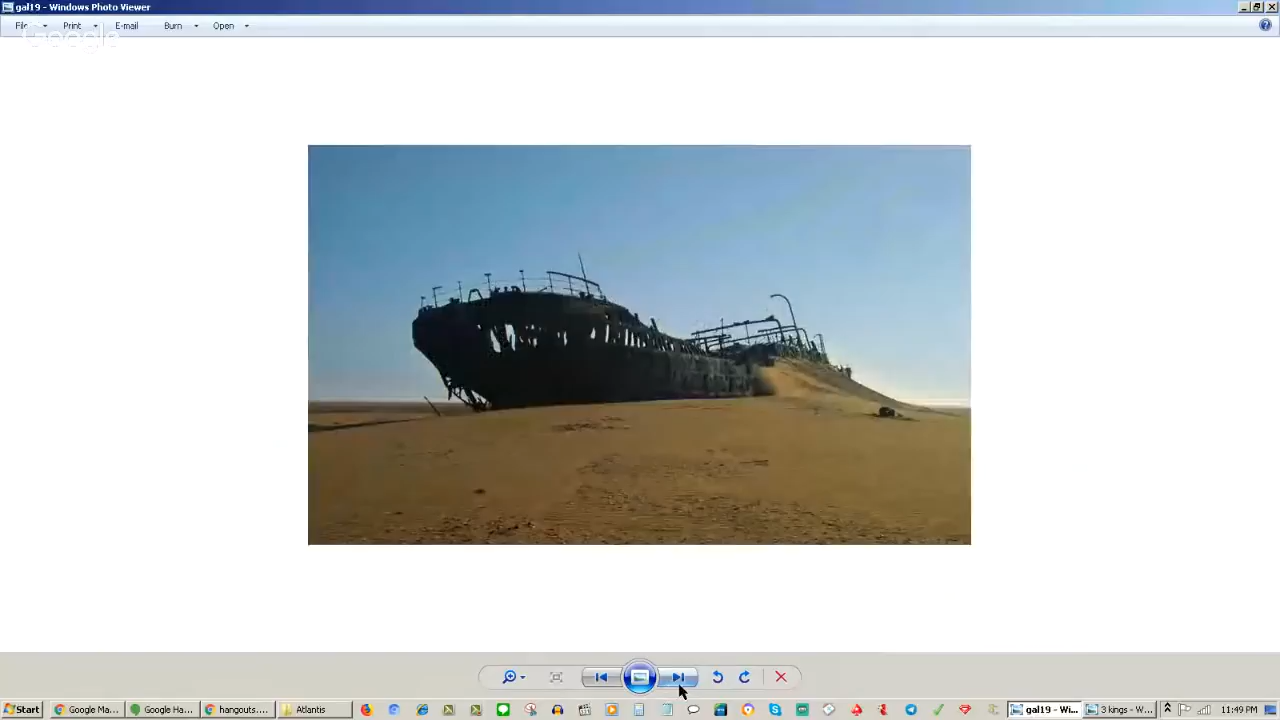 gal19 - Windows Photo Viewer
File Print E-mail Burn Open
Google
Start Google Ma... Google Ha... hangouts... Atlantis gal19 - Wi... 3 kings - W... 11:49 PM